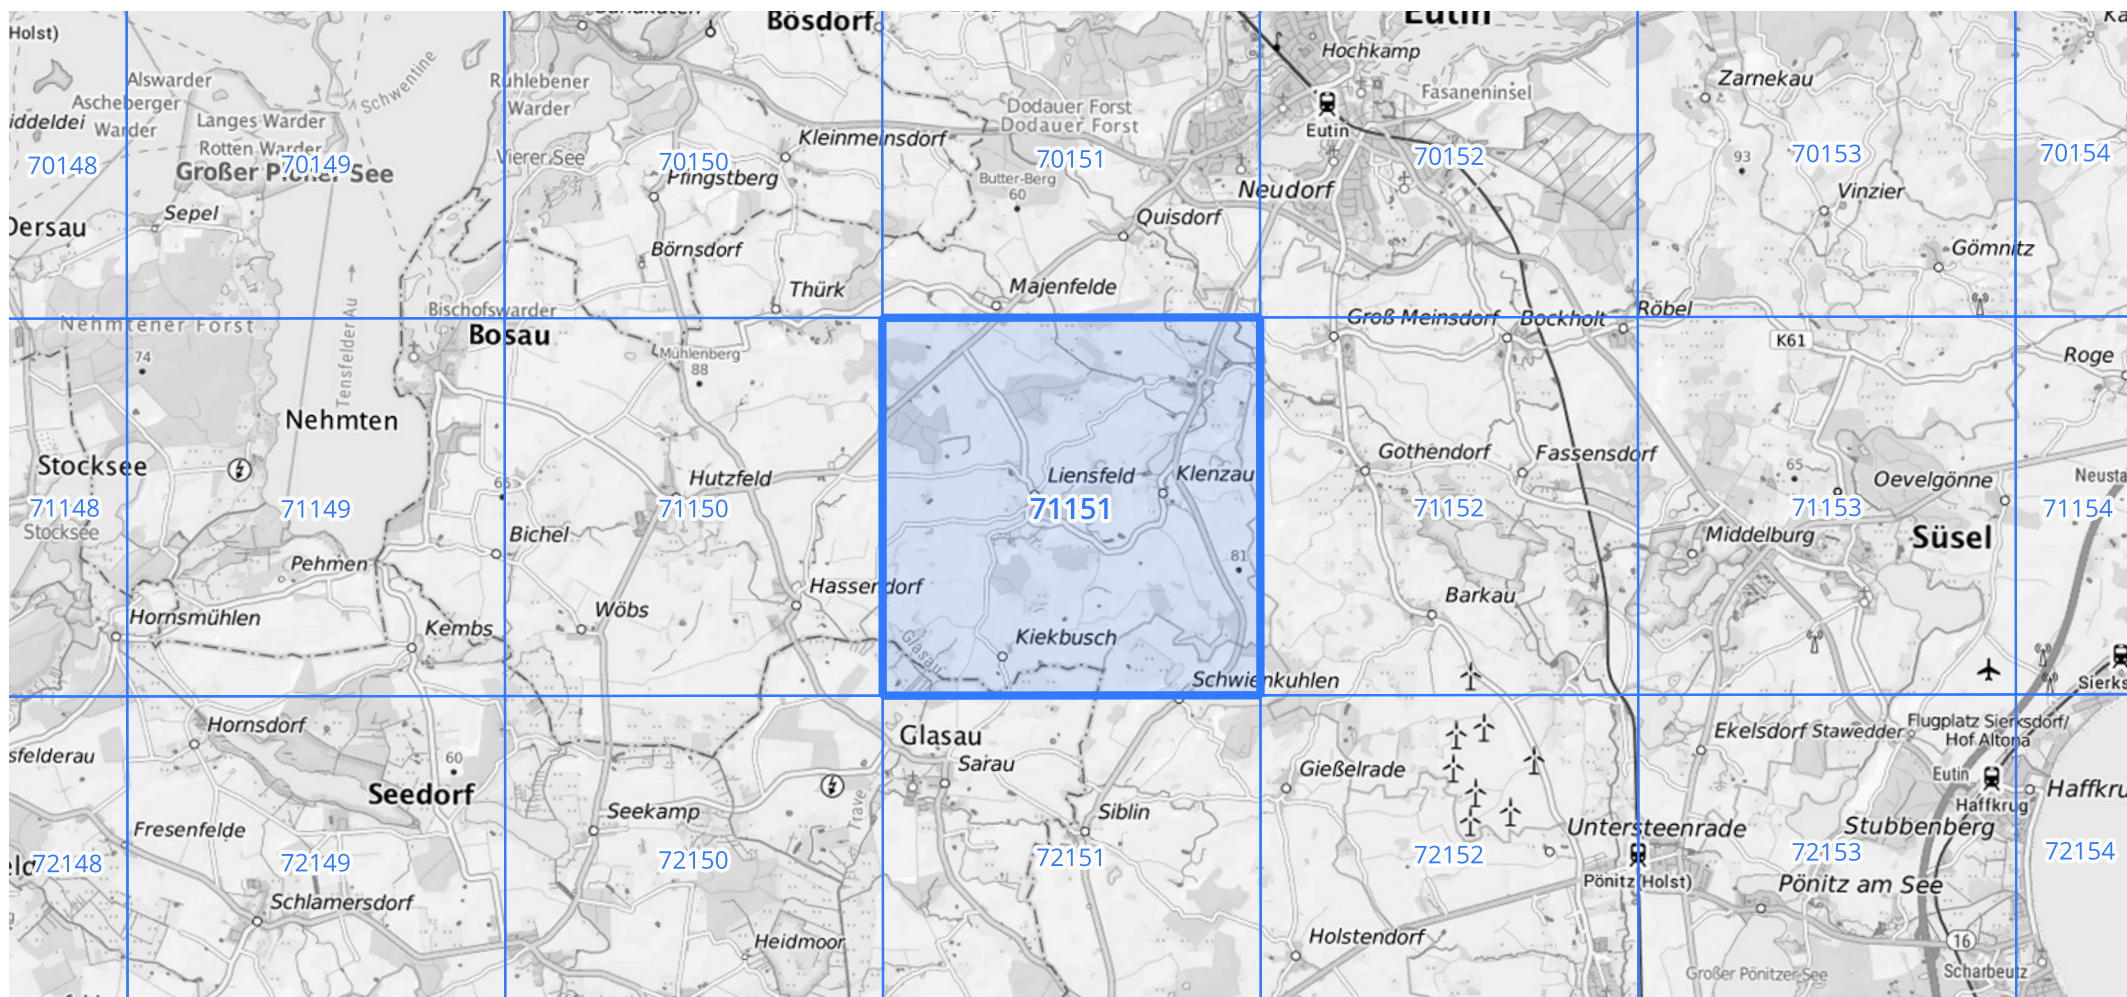 Bösdorf
Eutin
Holst)
Hochkamp
Alswarder
Ascheberger
Warder
Schwentine
Ruhlebener
Warder
Zarnekau
Fasaneninsel
Dodauer Forst
Dodauer Forst
Langes Warder
Rotten Warder
Großer Plöner See
Kleinmeinsdorf
Eutin
Vierer See
70148
70149
70150
70151
70152
70153
70154
93
Pfingstberg
Butter-Berg
60
Neudorf
Vinzier
Sepel
Dersau
Quisdorf
Börnsdorf
Gömnitz
Thürk
Majenfelde
Bischofswarder
Nehmtener Forst
Bosau
Groß Meinsdorf
Bockholt
Röbel
K61
74
Tensfelder Au
Mühlenberg
88
Roge
Nehmten
Stocksee
Hutzfeld
Liensfeld
Klenzau
Gothendorf
Fassensdorf
65
Oevelgönne
71148
71149
71150
71151
71152
71153
71154
Stocksee
Bichel
Middelburg
Süsel
Pehmen
81
Hassendorf
Barkau
Hornsmühlen
Wöbs
Kembs
Kiekbusch
Glasau
Schwienkuhlen
Hornsdorf
Glasau
Sarau
Ekelsdorf
Stawedder
Flugplatz Sierksdorf/
Hof Altona
sfelderau
60
Gießelrade
Eutin
Haffkrug
Seedorf
Seekamp
Trave
Siblin
Fresenfelde
Untersteenrade
Stubbenberg
72148
72149
72150
72151
72152
72153
72154
Pönitz (Holst)
Pönitz am See
Schlamersdorf
Heidmoor
Holstendorf
16
Großer Pönitzer See
Scharbeutz